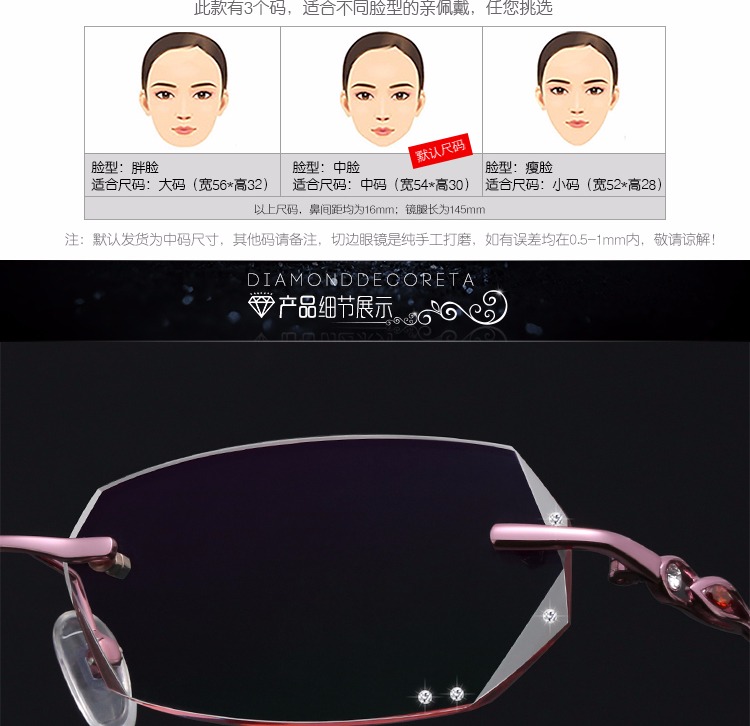 此款有3个码，适合不同脸型的亲佩戴，任您挑选
默认尺码
脸型：胖脸
适合尺码：大码（宽56*高32）
脸型：中脸
适合尺码：中码（宽54*高30）
脸型：瘦脸
适合尺码：小码（宽52*高28）
以上尺码，鼻间距均为16mm；镜腿长为145mm
注：默认发货为中码尺寸，其他码请备注，切边眼镜是纯手工打磨，如有误差均在0.5-1mm内，敬请谅解！
DIAMONDDECORETA
产品细节展示